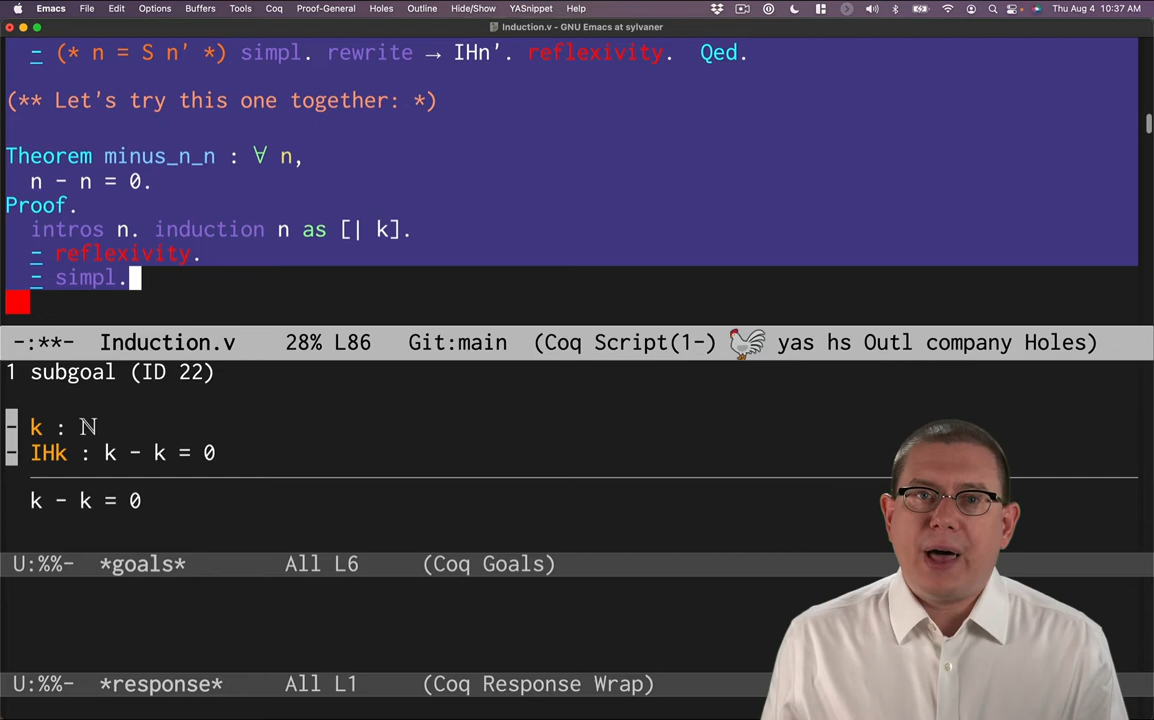 Emacs File Edit Options Buffers Tools Coq Proof-General Holes Outline Hide/Show YASnippet Help Thu Aug 4 10:37 AM
Induction.v - GNU Emacs at sylvaner
- (* n = S n' *) simpl. rewrite → IHn'. reflexivity. Qed.
(** Let's try this one together: *)
Theorem minus_n_n : ∀ n,
n - n = 0.
Proof.
intros n. induction n as [| k].
- reflexivity.
- simpl.
-:**- Induction.v 28% L86 Git:main (Coq Script(1-) yas hs Outl company Holes)
1 subgoal (ID 22)
- k : ℕ
- IHk : k - k = 0
k - k = 0
U:%%- *goals* All L6 (Coq Goals)
U:%%- *response* All L1 (Coq Response Wrap)